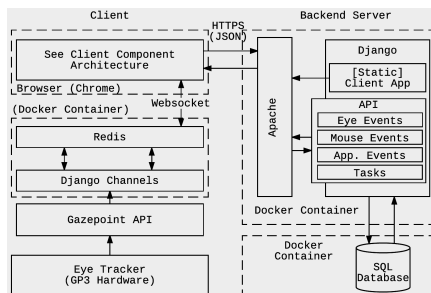 Client
Backend Server
HTTPS
(JSON)
See Client Component
Architecture
Browser (Chrome)
Websocket
(Docker Container)
Redis
Django Channels
Gazepoint API
Eye Tracker
(GP3 Hardware)
Apache
Django
[Static]
Client App
API
Eye Events
Mouse Events
App. Events
Tasks
Docker Container
Docker
Container
SQL
Database